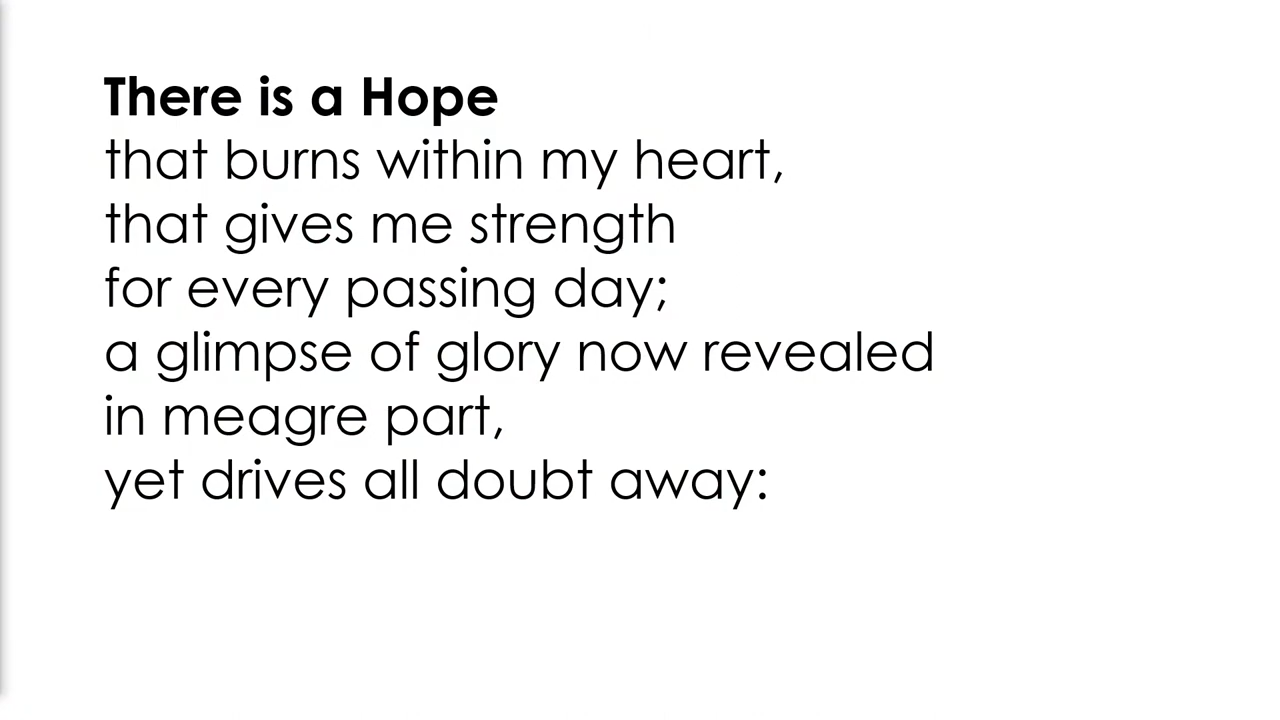 There is a Hope
that burns within my heart,
that gives me strength
for every passing day;
a glimpse of glory now revealed
in meagre part,
yet drives all doubt away: